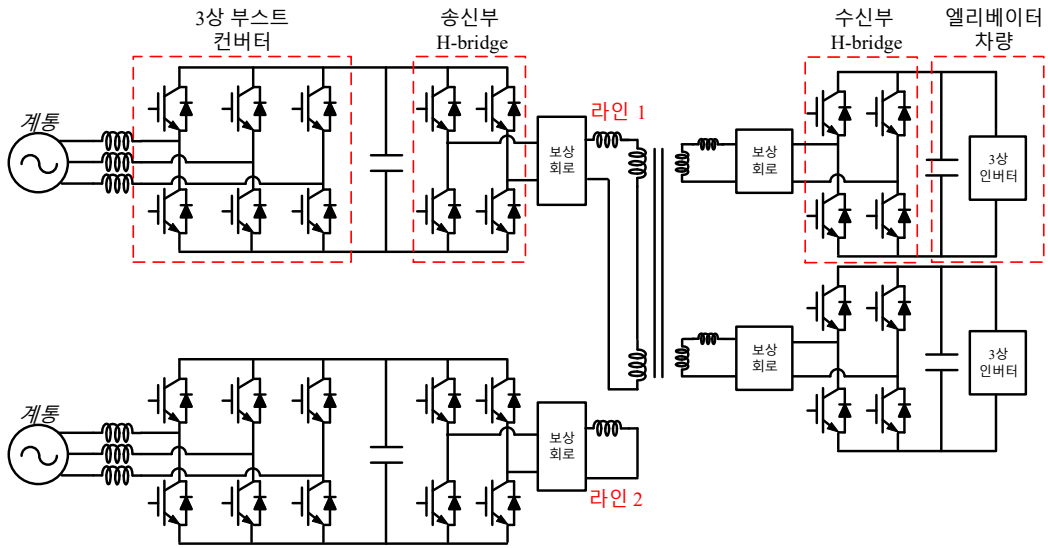 3상 부스트
컨버터
송신부
H-bridge
수신부
H-bridge
엘리베이터
차량
계통
라인 1
보상
회로
보상
회로
3상
인버터
보상
회로
3상
인버터
계통
보상
회로
라인 2